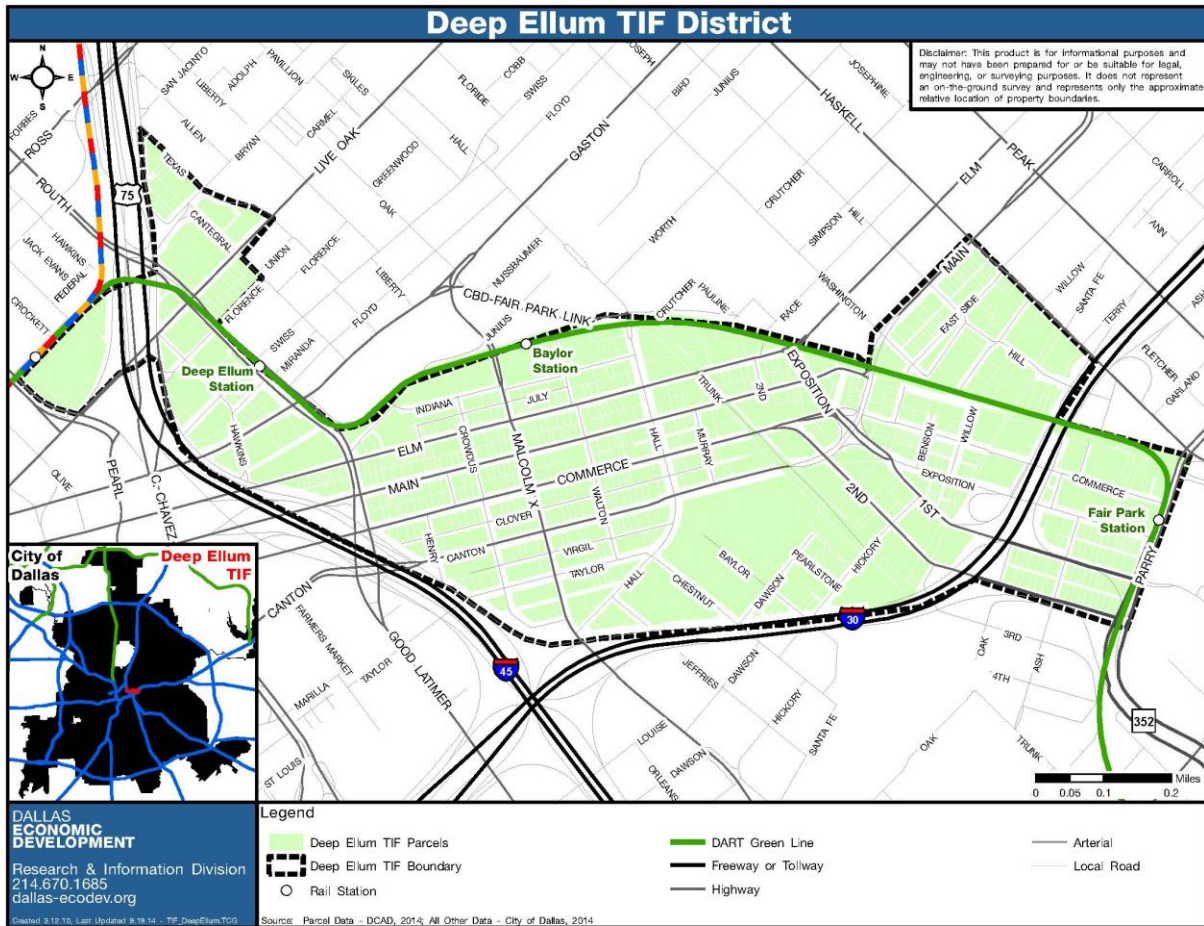 Deep Ellum TIF District
Disclaimer: This product is for informational purposes and
may not have been prepared for or be suitable for legal,
engineering, or surveying purposes. It does not represent
an on-the-ground survey and represents only the approximate
relative location of property boundaries.
N
W
E
S
SAN JACINTO
LIBERTY
ADOLPH
PAVILLION
SKILES
FLORIDE
COBB
SWISS
FLOYD
JOSEPH
BIRD
JUNIUS
HASKELL
JOSEPHINE
ROSS
ALLEN
BRYAN
CARMEL
LIVE OAK
GREENWOOD
HALL
GASTON
ELM
PEAK
CARROLL
TEXAS
OAK
CRUTCHER
ANN
ROUTH
75
CANTEGRAL
UNION
FLORENCE
LIBERTY
NUSSBAUMER
WORTH
SIMPSON
HILL
MAIN
WILLOW
SANTA FE
HAWKINS
JACK EVANS
FEDERAL
CROCKETT
FLORENCE
FLOYD
CBD-FAIR PARK LINK
CRUTCHER
PAULINE
RACE
WASHINGTON
EAST SIDE
TERRY
SWISS
MIRANDA
JUNIUS
HILL
FLETCHER
GARLAND
Deep Ellum
Station
Baylor
Station
EXPOSITION
INDIANA
JULY
TRUNK
2ND
HAWKINS
ELM
CROWDUS
MALCOLM X
HALL
MURRAY
BENSON
WILLOW
OLIVE
PEARL
C. CHAVEZ
MAIN
COMMERCE
EXPOSITION
COMMERCE
CLOVER
WALTON
2ND
1ST
Fair Park
Station
HENRY
CANTON
VIRGIL
TAYLOR
HALL
CHESTNUT
BAYLOR
DAWSON
PEARLSTONE
HICKORY
PARRY
City of
Dallas
Deep Ellum
TIF
CANTON
FARMERS MARKET
TAYLOR
MARILLA
GOOD LATIMER
ST LOUIS
45
30
JEFFRIES
DAWSON
HICKORY
SANTA FE
LOUISE
DAWSON
ORLEANS
OAK
3RD
ASH
4TH
OAK
TRUNK
352
Miles
0 0.05 0.1 0.2
DALLAS
ECONOMIC
DEVELOPMENT
Research & Information Division
214.670.1685
dallas-ecodev.org
Created 3.12.10, Last Updated 9.19.14 - TIF_DeepEllum.TCG
Legend
Deep Ellum TIF Parcels
Deep Ellum TIF Boundary
Rail Station
DART Green Line
Freeway or Tollway
Highway
Arterial
Local Road
Source: Parcel Data - DCAD, 2014; All Other Data - City of Dallas, 2014